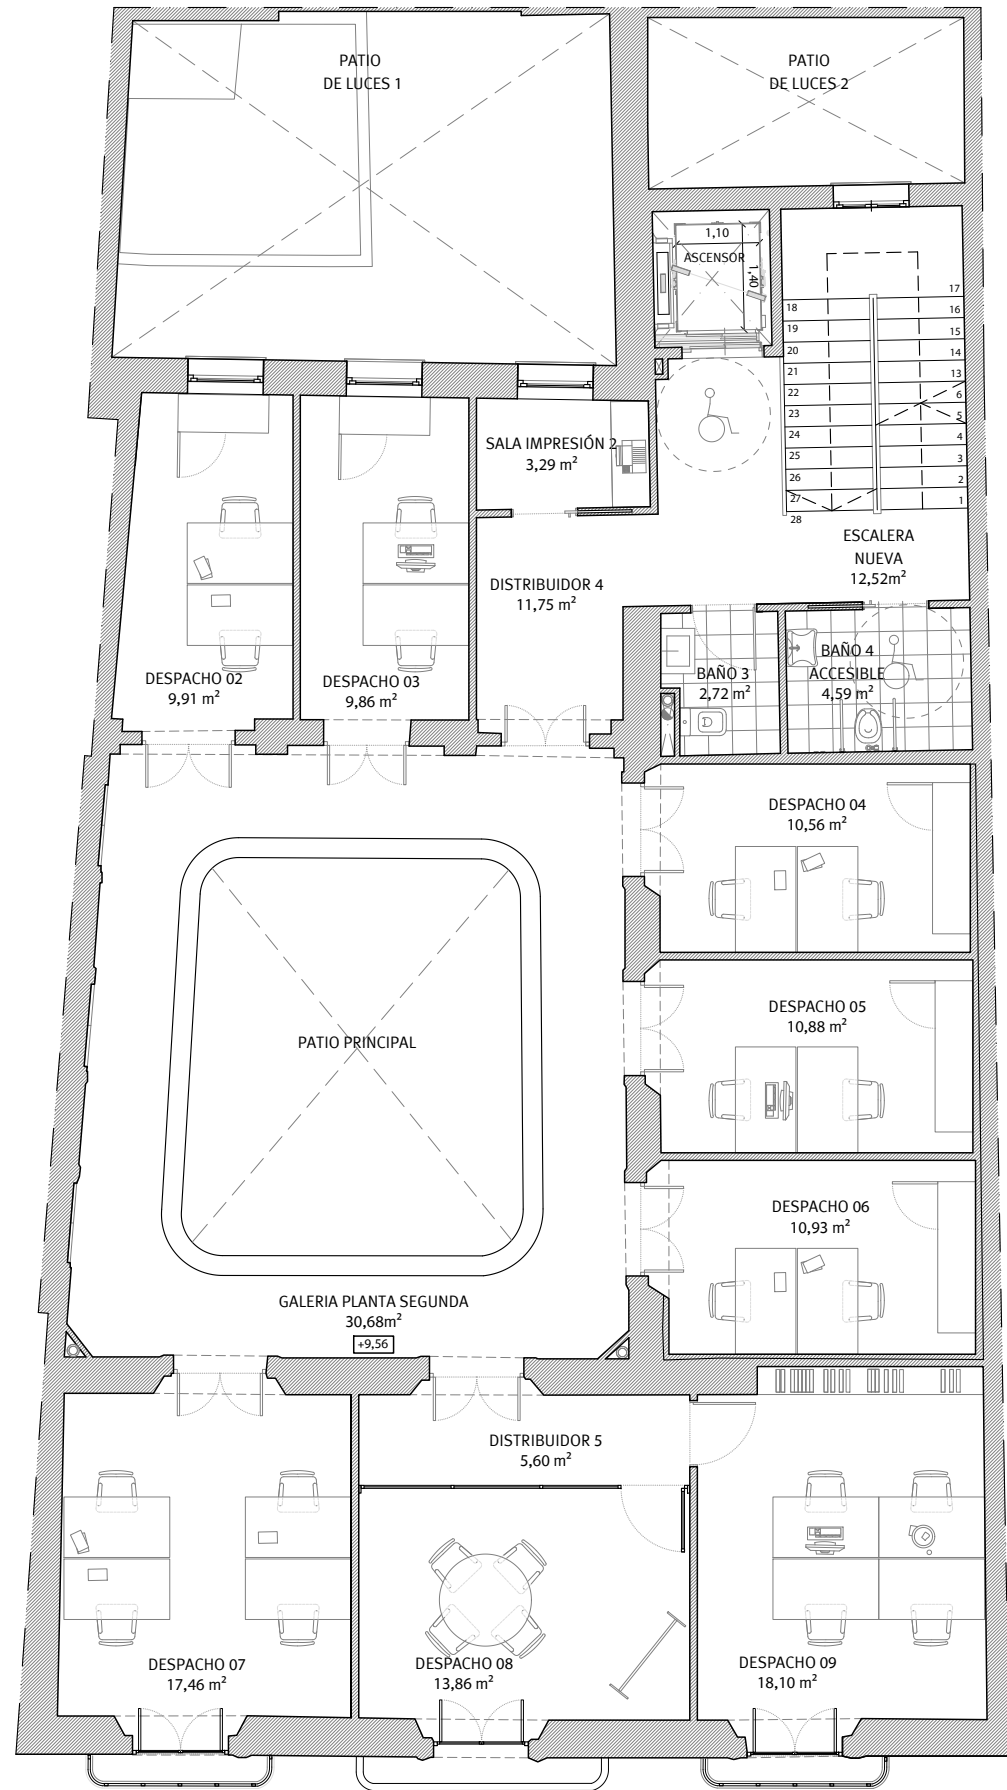 PATIO
DE LUCES 1
PATIO
DE LUCES 2
1,10
ASCENSOR
1,40
17
18
16
19
15
20
14
21
13
22
6
23
5
24
4
25
3
26
2
27
1
28
SALA IMPRESIÓN 2
3,29 m²
ESCALERA
NUEVA
12,52m²
DISTRIBUIDOR 4
11,75 m²
DESPACHO 02
9,91 m²
DESPACHO 03
9,86 m²
BAÑO 3
2,72 m²
BAÑO 4
ACCESIBLE
4,59 m²
DESPACHO 04
10,56 m²
DESPACHO 05
10,88 m²
PATIO PRINCIPAL
DESPACHO 06
10,93 m²
GALERIA PLANTA SEGUNDA
30,68m²
+9,56
DISTRIBUIDOR 5
5,60 m²
DESPACHO 07
17,46 m²
DESPACHO 08
13,86 m²
DESPACHO 09
18,10 m²